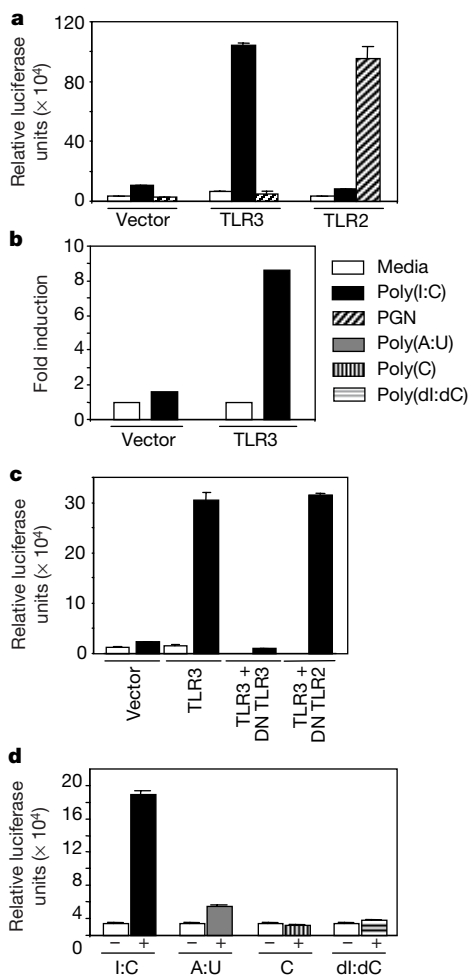 a
Relative luciferase
units (× 10⁴)
120
80
40
0
Vector
TLR3
TLR2
b
Fold induction
10
8
6
4
2
0
Vector
TLR3
Media
Poly(I:C)
PGN
Poly(A:U)
Poly(C)
Poly(dI:dC)
c
Relative luciferase
units (× 10⁴)
30
20
10
0
Vector
TLR3
TLR3 +
DN TLR3
TLR3 +
DN TLR2
d
Relative luciferase
units (× 10⁴)
20
16
12
8
4
0
– + – + – + – +
I:C A:U C dI:dC